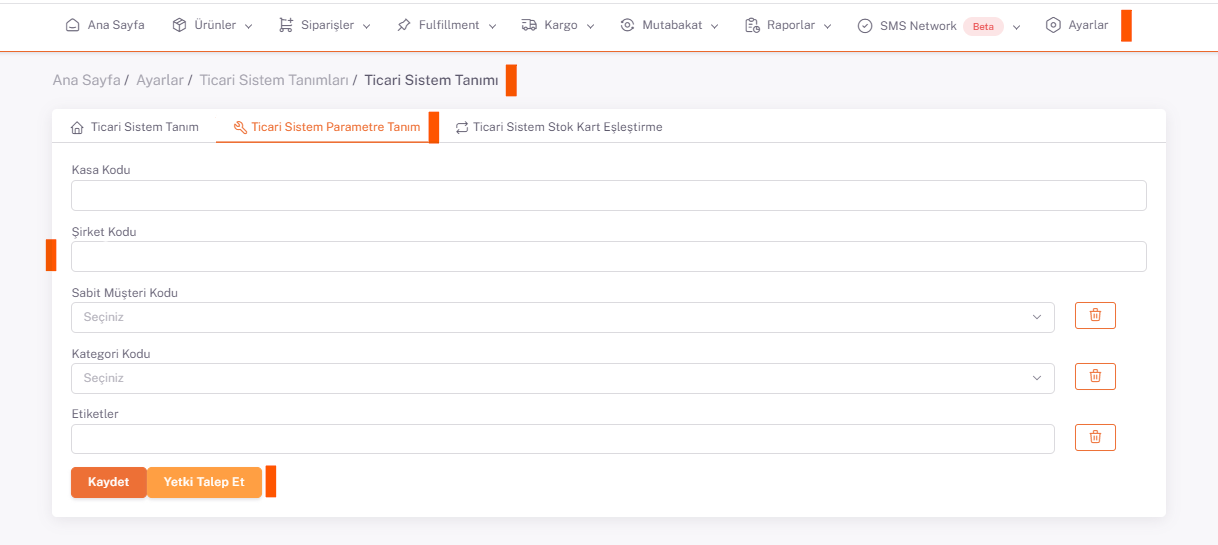 Ana Sayfa Ürünler Siparişler Fulfillment Kargo Mutabakat Raporlar SMS Network Beta Ayarlar
Ana Sayfa / Ayarlar / Ticari Sistem Tanımları / Ticari Sistem Tanımı
Ticari Sistem Tanım Ticari Sistem Parametre Tanım Ticari Sistem Stok Kart Eşleştirme
Kasa Kodu
Şirket Kodu
Sabit Müşteri Kodu
Seçiniz
Kategori Kodu
Seçiniz
Etiketler
Kaydet Yetki Talep Et